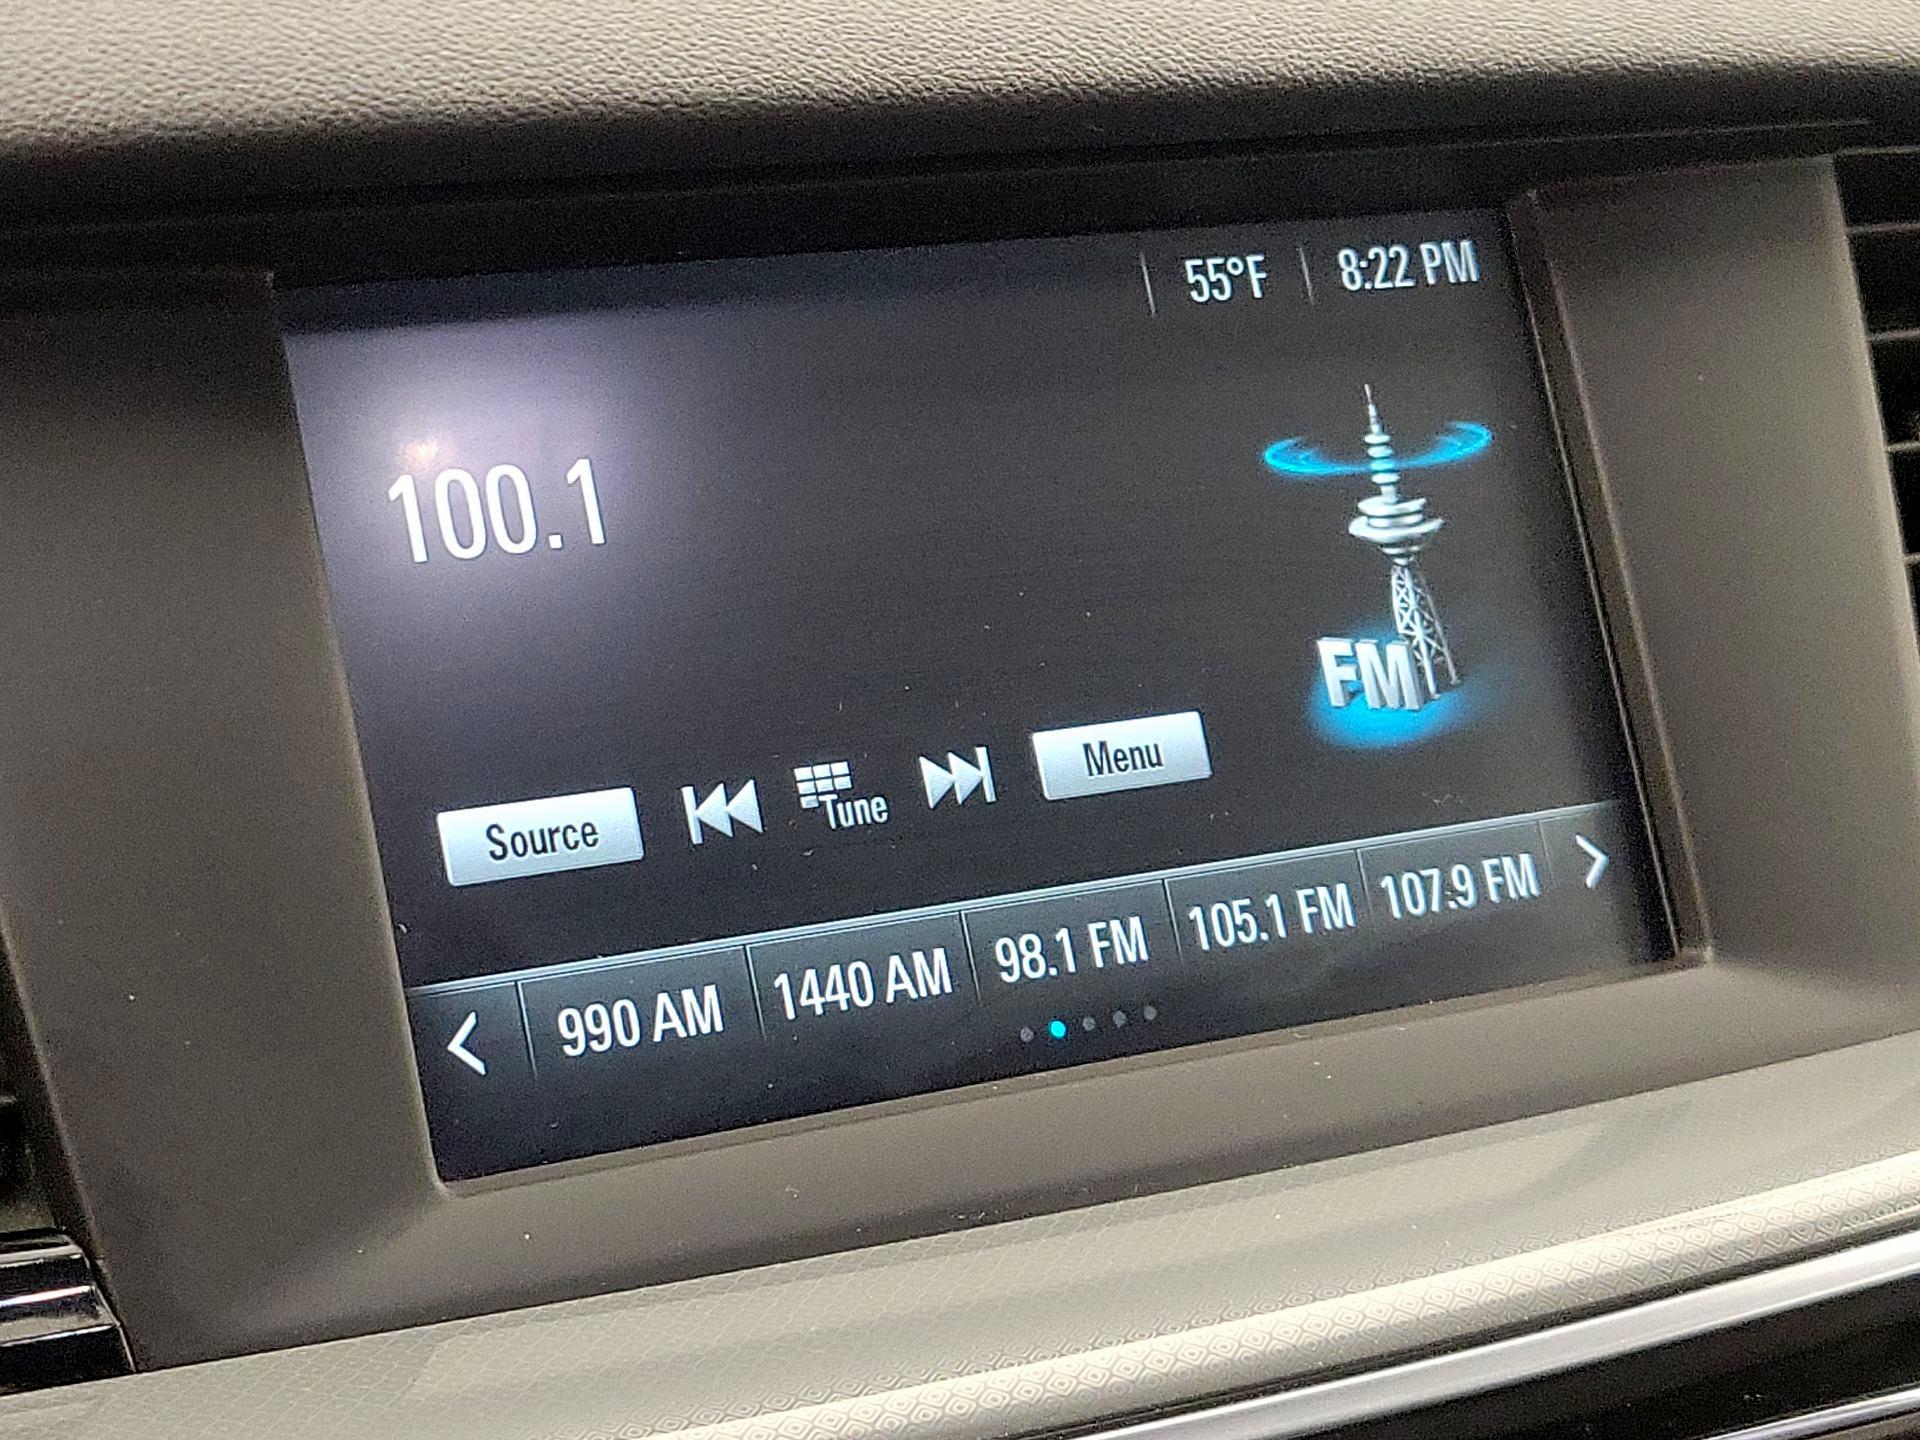 55°F 8:22 PM
100.1
FM
Source Tune Menu
990 AM 1440 AM 98.1 FM 105.1 FM 107.9 FM